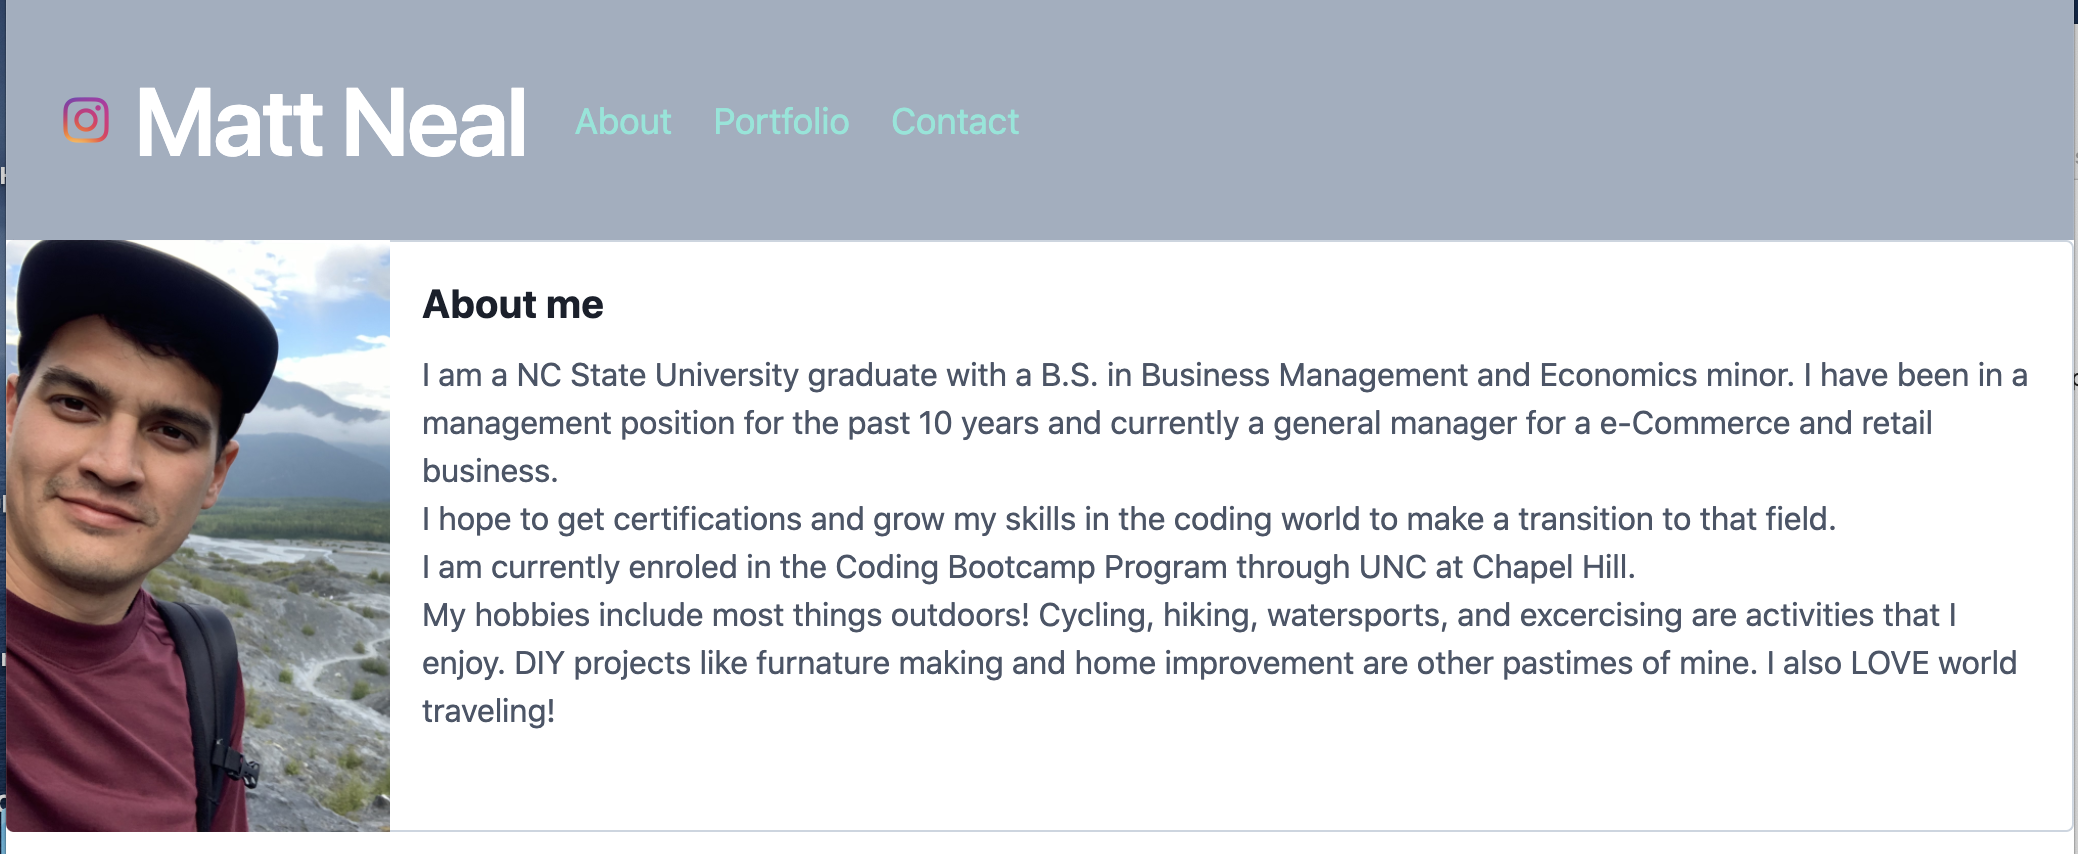 Matt Neal
About Portfolio Contact
About me
I am a NC State University graduate with a B.S. in Business Management and Economics minor. I have been in a
management position for the past 10 years and currently a general manager for a e-Commerce and retail
business.
I hope to get certifications and grow my skills in the coding world to make a transition to that field.
I am currently enroled in the Coding Bootcamp Program through UNC at Chapel Hill.
My hobbies include most things outdoors! Cycling, hiking, watersports, and excercising are activities that I
enjoy. DIY projects like furnature making and home improvement are other pastimes of mine. I also LOVE world
traveling!